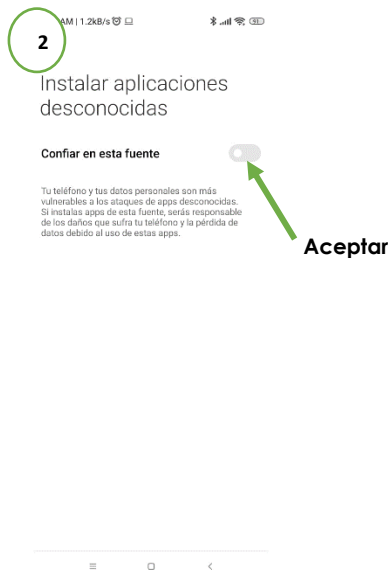 2
AM | 1.2kB/s
91
Instalar aplicaciones
desconocidas
Confiar en esta fuente
Tu teléfono y tus datos personales son más
vulnerables a los ataques de apps desconocidas.
Si instalas apps de esta fuente, serás responsable
de los daños que sufra tu teléfono y la pérdida de
datos debido al uso de estas apps.
Aceptar